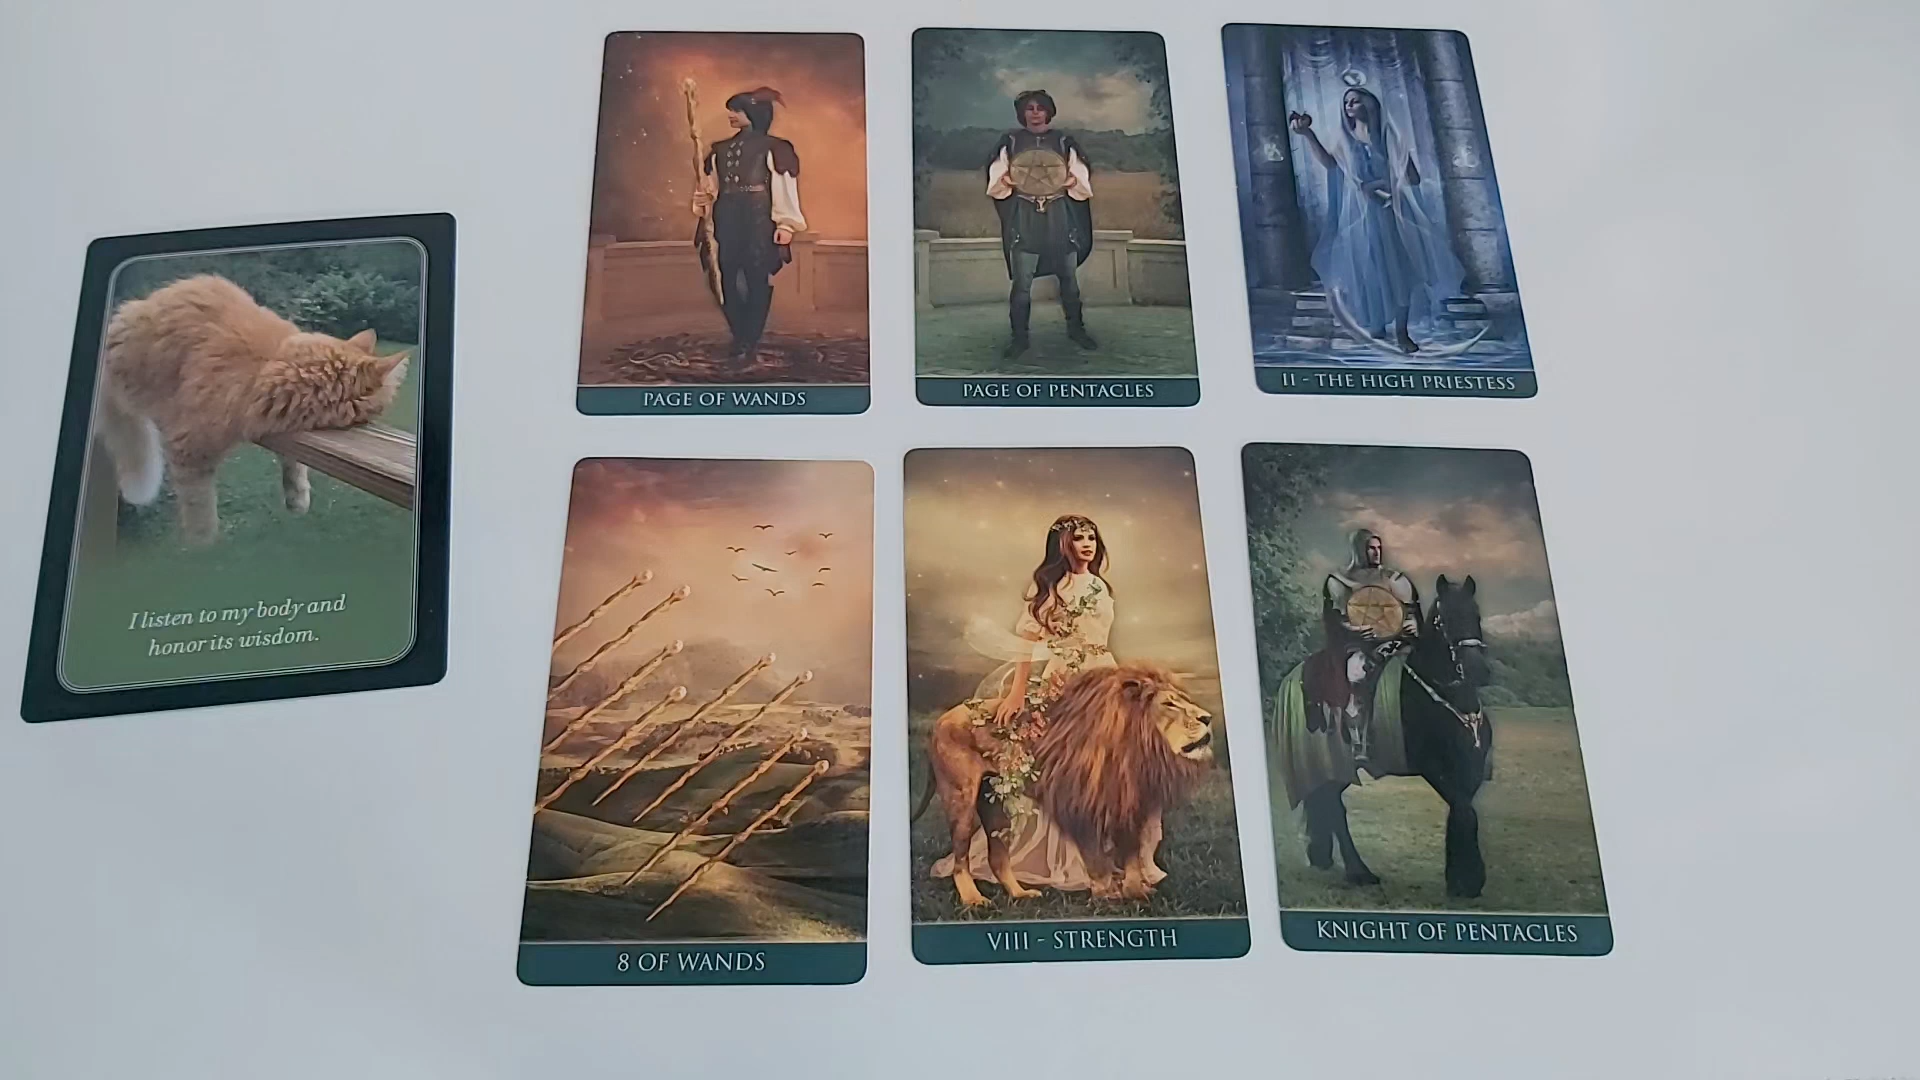 I listen to my body and
honor its wisdom.
PAGE OF WANDS
PAGE OF PENTACLES
II - THE HIGH PRIESTESS
8 OF WANDS
VIII - STRENGTH
KNIGHT OF PENTACLES